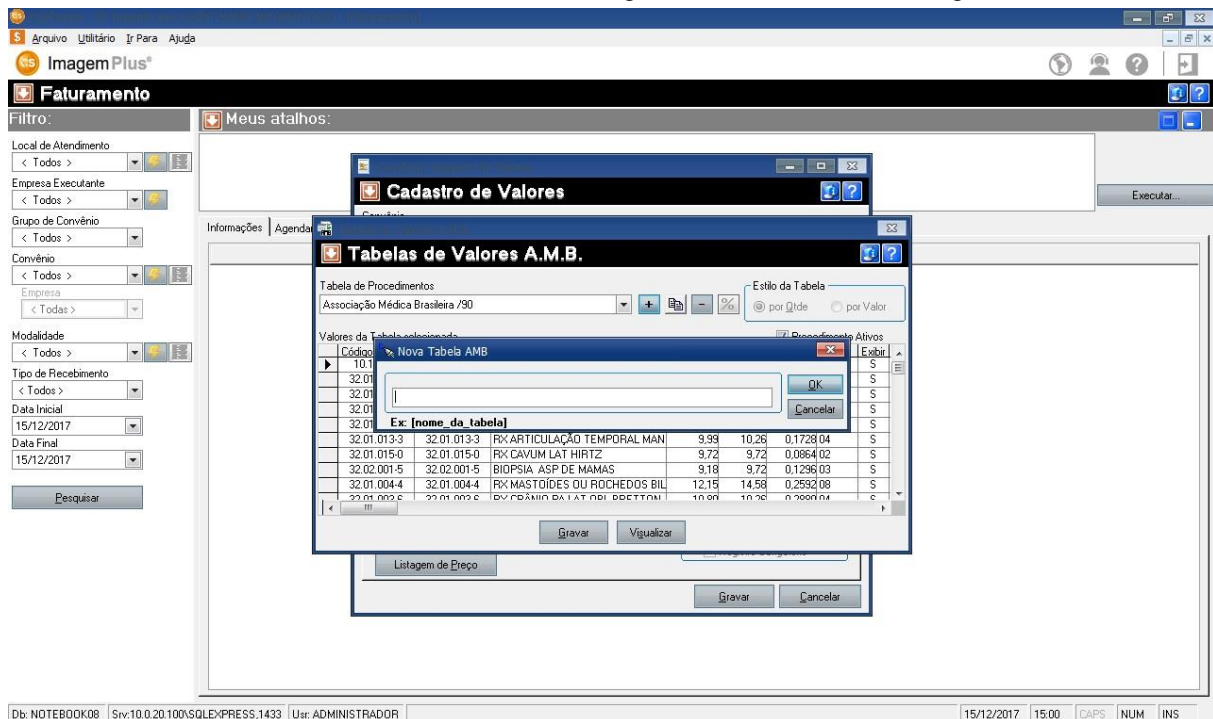 Arquivo Utilitário Ir Para Ajuda
ImagemPlus®
Faturamento
Filtro:
Meus atalhos:
Local de Atendimento
< Todos >
Empresa Executante
< Todos >
Grupo de Convênio
< Todos >
Convênio
< Todos >
Empresa
< Todas >
Modalidade
< Todos >
Tipo de Recebimento
< Todos >
Data Inicial
15/12/2017
Data Final
15/12/2017
Pesquisar
Executar...
Informações
Cadastro de Valores
Tabelas de Valores A.M.B.
Tabela de Procedimentos
Associação Médica Brasileira /90
Estilo da Tabela
por Qtde por Valor
Valores da Tabela selecionada
Procedimento Ativos
Código Exibir
Nova Tabela AMB
OK
Cancelar
Ex: [nome_da_tabela]
32.01.013-3 32.01.013-3 RX ARTICULAÇÃO TEMPORAL MAN 9,99 10,26 0,1728 04 S
32.01.015-0 32.01.015-0 RX CAVUM LAT HIRTZ 9,72 9,72 0,0864 02 S
32.02.001-5 32.02.001-5 BIOPSIA ASP DE MAMAS 9,18 9,72 0,1296 03 S
32.01.004-4 32.01.004-4 RX MASTOÍDES OU ROCHEDOS BIL 12,15 14,58 0,2592 08 S
Gravar Visualizar
Listagem de Preço
Gravar Cancelar
Db: NOTEBOOK08 Srv:10.0.20.100\SQLEXPRESS,1433 Usr: ADMINISTRADOR 15/12/2017 15:00 CAPS NUM INS